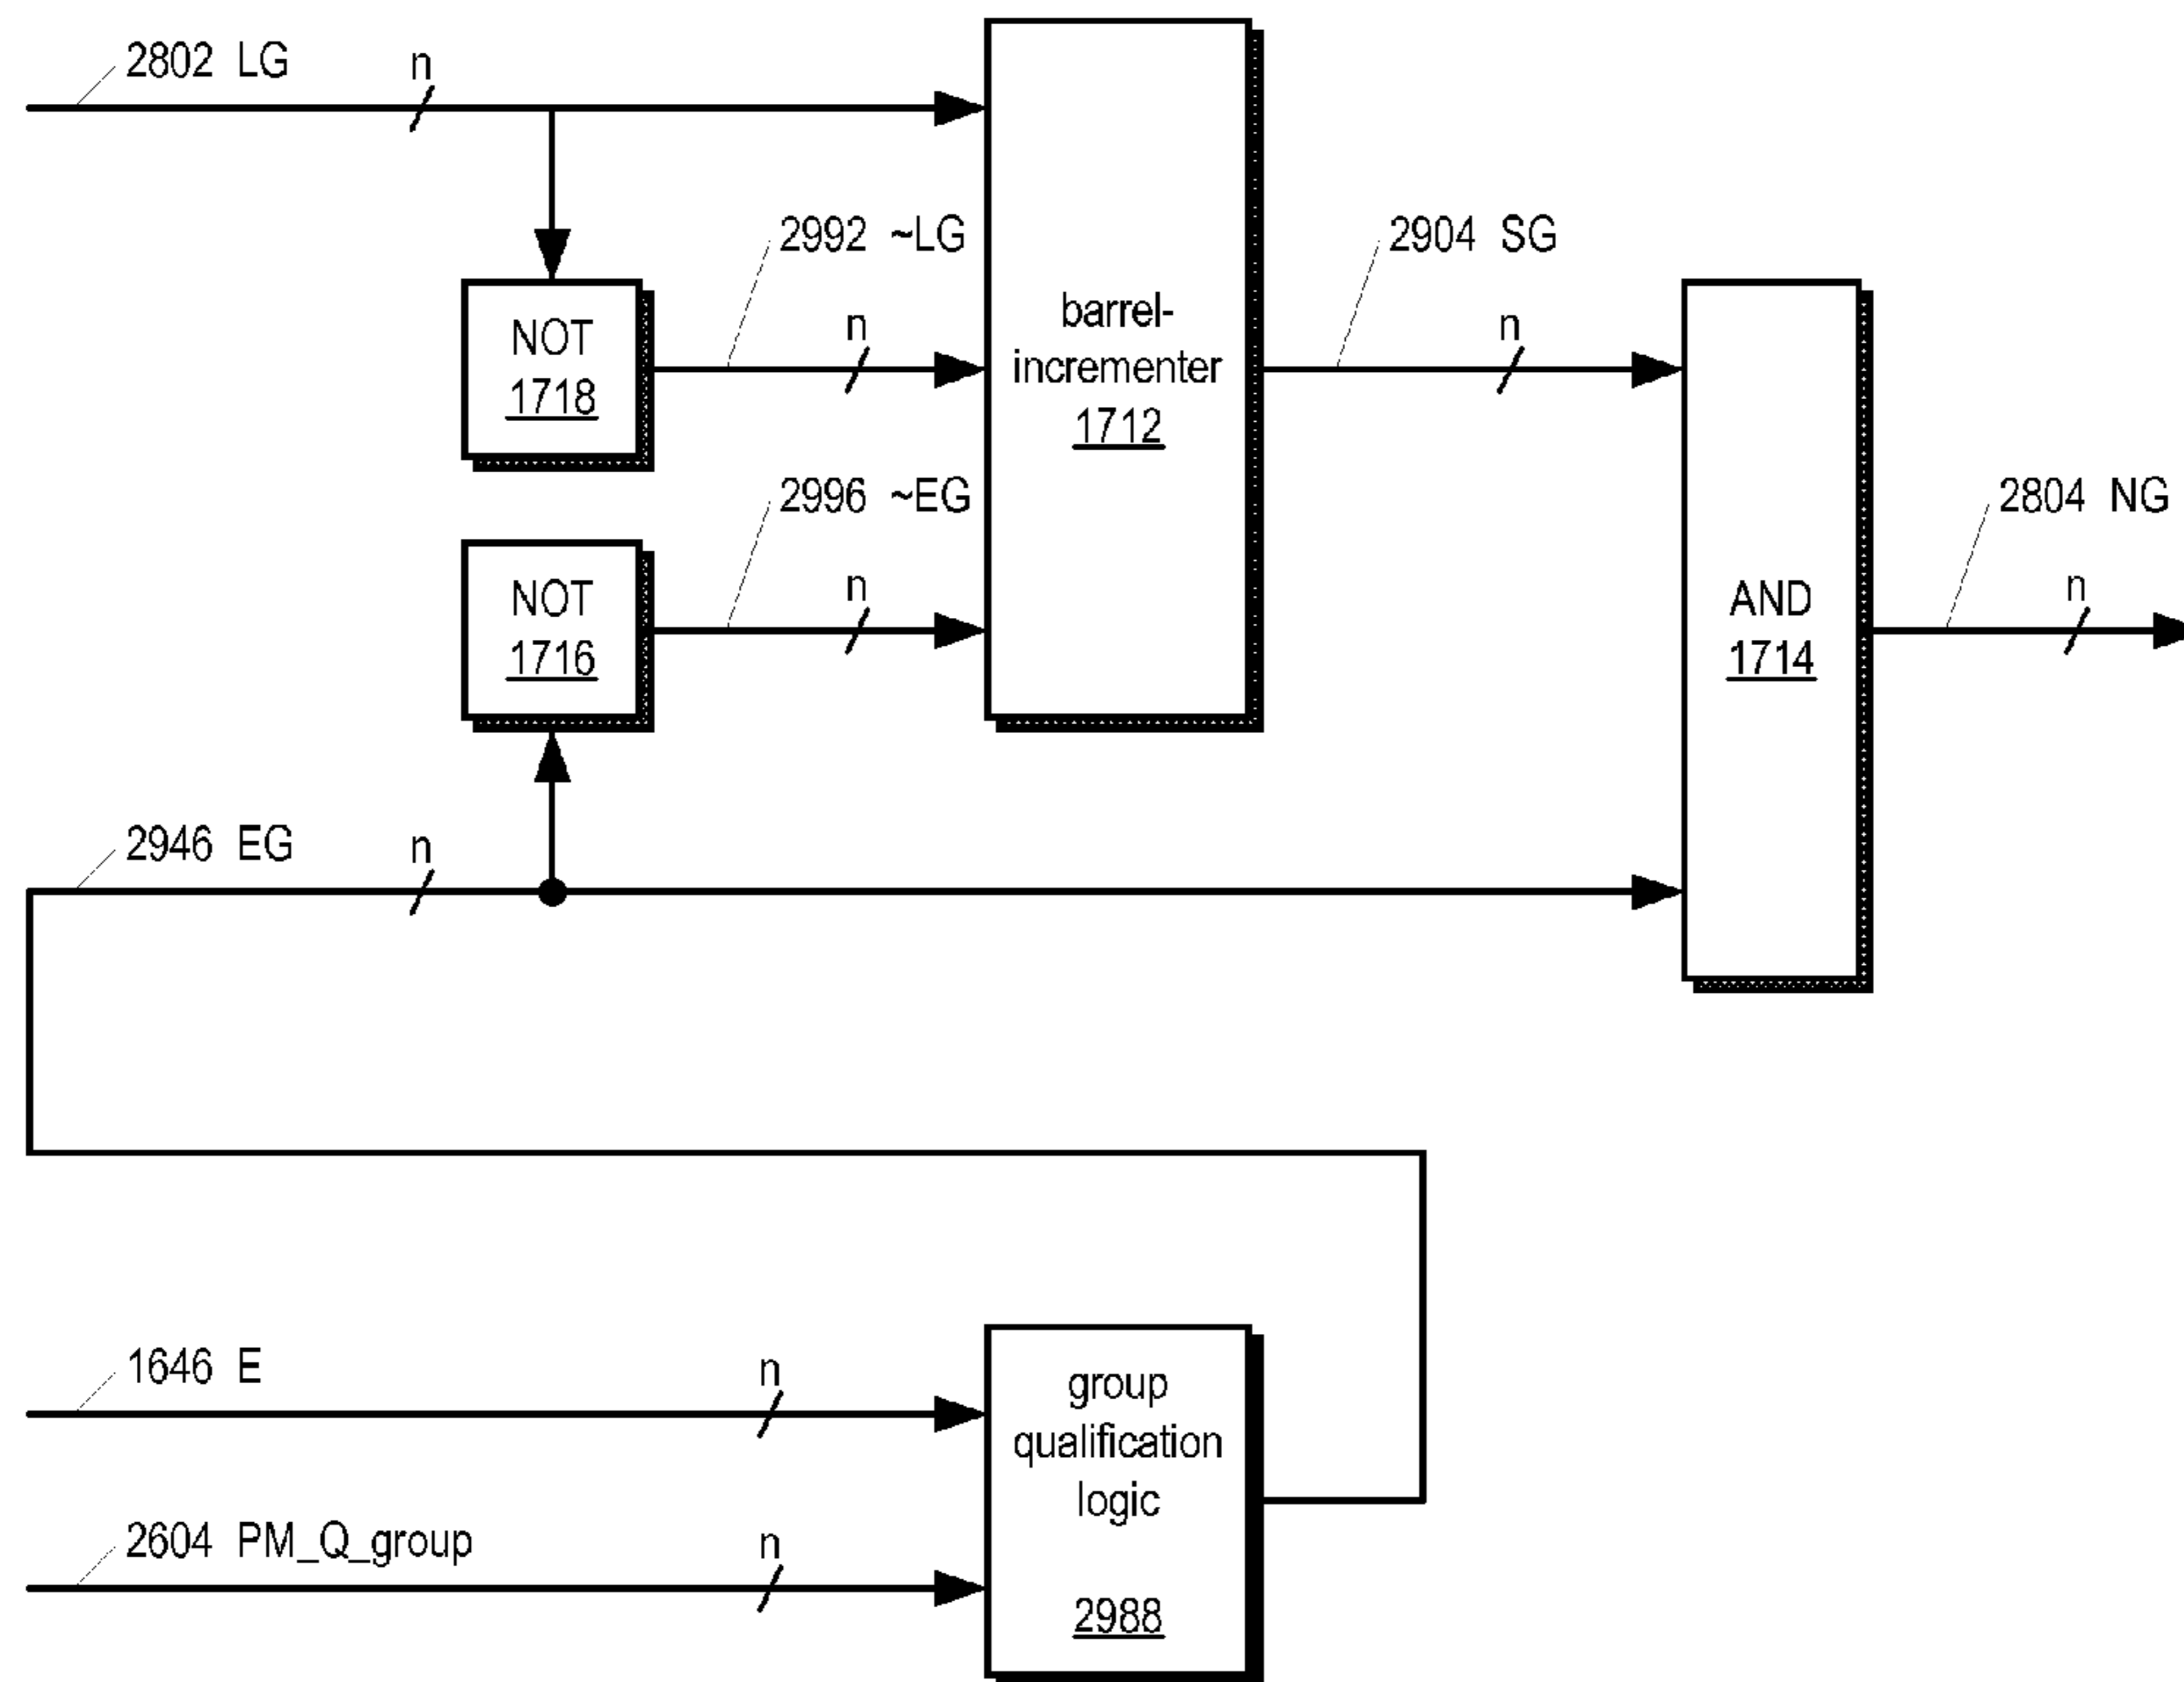 2802 LG
n
2992 ~LG
n
NOT
1718
barrel-
incrementer
1712
2904 SG
n
2996 ~EG
n
NOT
1716
AND
1714
2804 NG
n
2946 EG
n
1646 E
n
2604 PM_Q_group
n
group
qualification
logic
2988